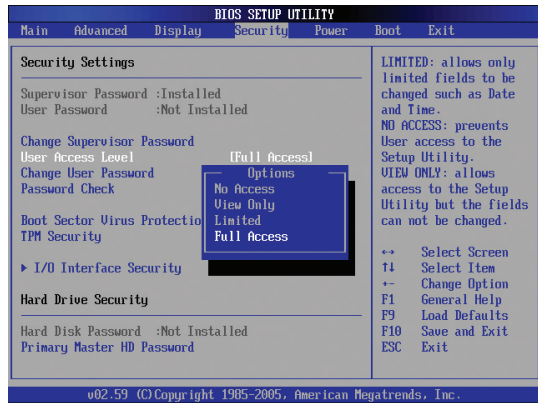 BIOS SETUP UTILITY
Main Advanced Display Security Power Boot Exit
Security Settings
Supervisor Password :Installed
User Password :Not Installed
Change Supervisor Password
User Access Level [Full Access]
Change User Password
Password Check
Boot Sector Virus Protectio
TPM Security
I/O Interface Security
Hard Drive Security
Hard Disk Password :Not Installed
Primary Master HD Password
Options
No Access
View Only
Limited
Full Access
LIMITED: allows only
limited fields to be
changed such as Date
and Time.
NO ACCESS: prevents
User access to the
Setup Utility.
VIEW ONLY: allows
access to the Setup
Utility but the fields
can not be changed.
↔ Select Screen
↑↓ Select Item
+- Change Option
F1 General Help
F9 Load Defaults
F10 Save and Exit
ESC Exit
v02.59 (C)Copyright 1985-2005, American Megatrends, Inc.